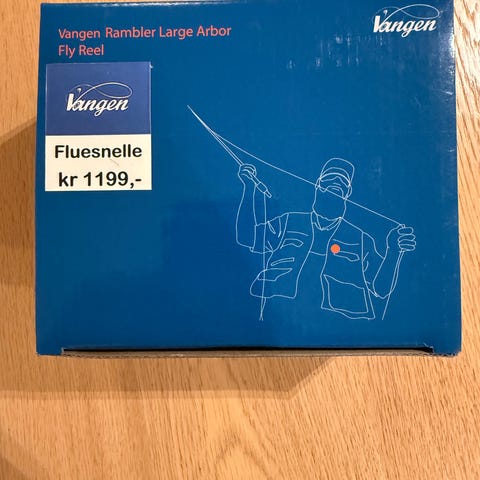 Vangen Rambler Large Arbor
Fly Reel
Vangen
Vangen
Fluesnelle
kr 1199,-